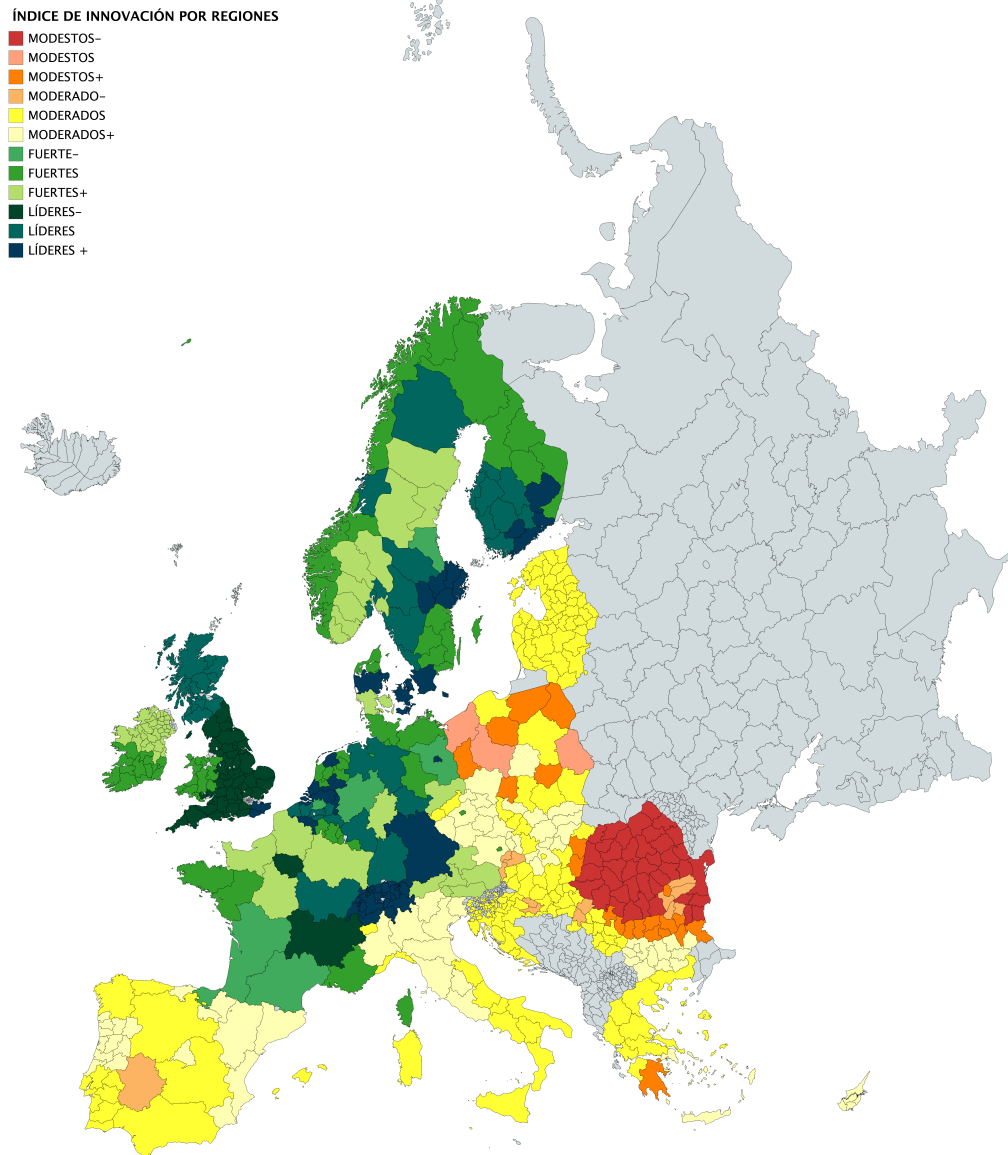 ÍNDICE DE INNOVACIÓN POR REGIONES
MODESTOS-
MODESTOS
MODESTOS+
MODERADO-
MODERADOS
MODERADOS+
FUERTE-
FUERTES
FUERTES+
LÍDERES-
LÍDERES
LÍDERES +